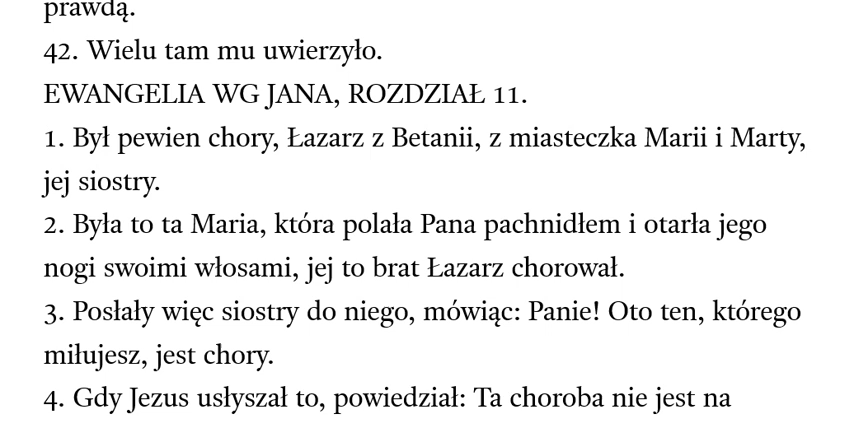 prawdą.
42. Wielu tam mu uwierzyło.
EWANGELIA WG JANA, ROZDZIAŁ 11.
1. Był pewien chory, Łazarz z Betanii, z miasteczka Marii i Marty,
jej siostry.
2. Była to ta Maria, która polała Pana pachnidłem i otarła jego
nogi swoimi włosami, jej to brat Łazarz chorował.
3. Posłały więc siostry do niego, mówiąc: Panie! Oto ten, którego
miłujesz, jest chory.
4. Gdy Jezus usłyszał to, powiedział: Ta choroba nie jest na